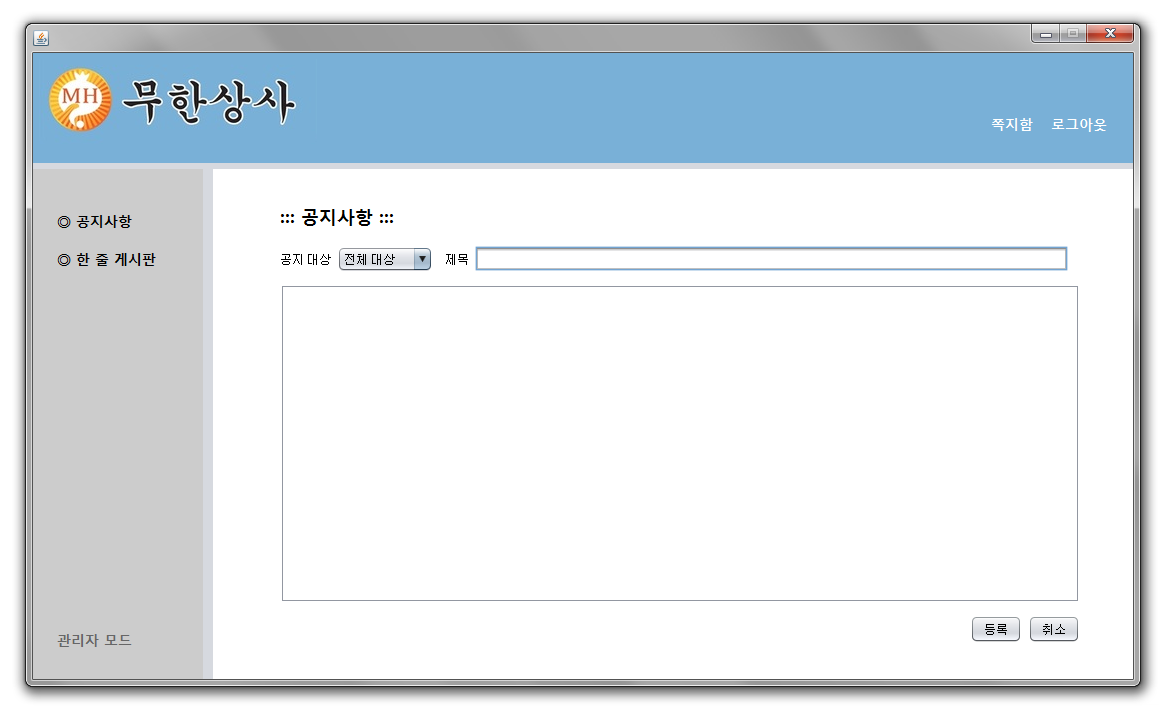 MH 무한상사
쪽지함 로그아웃
◎ 공지사항
◎ 한 줄 게시판
관리자 모드
::: 공지사항 :::
공지 대상 전체 대상 제목
등록 취소